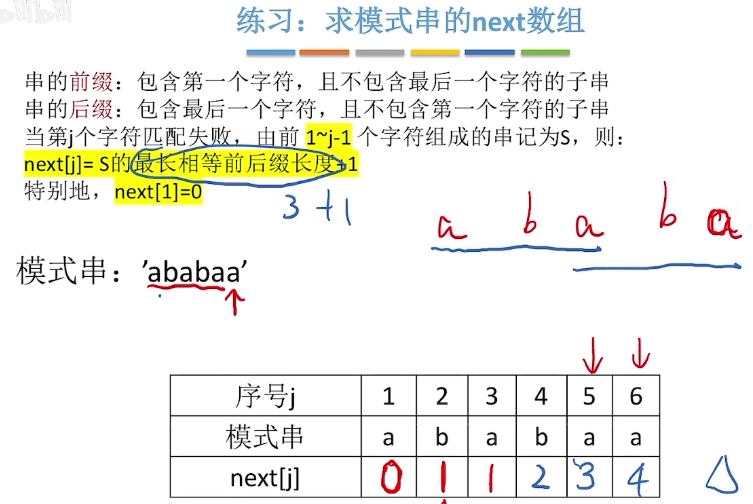 练习：求模式串的next数组
串的前缀：包含第一个字符，且不包含最后一个字符的子串
串的后缀：包含最后一个字符，且不包含第一个字符的子串
当第j个字符匹配失败，由前 1~j-1 个字符组成的串记为S，则：
next[j]= S的最长相等前后缀长度+1
特别地，next[1]=0
3 +1
a b a b a
模式串：’ababaa’
序号j 1 2 3 4 5 6
模式串 a b a b a a
next[j] 0 1 1 2 3 4